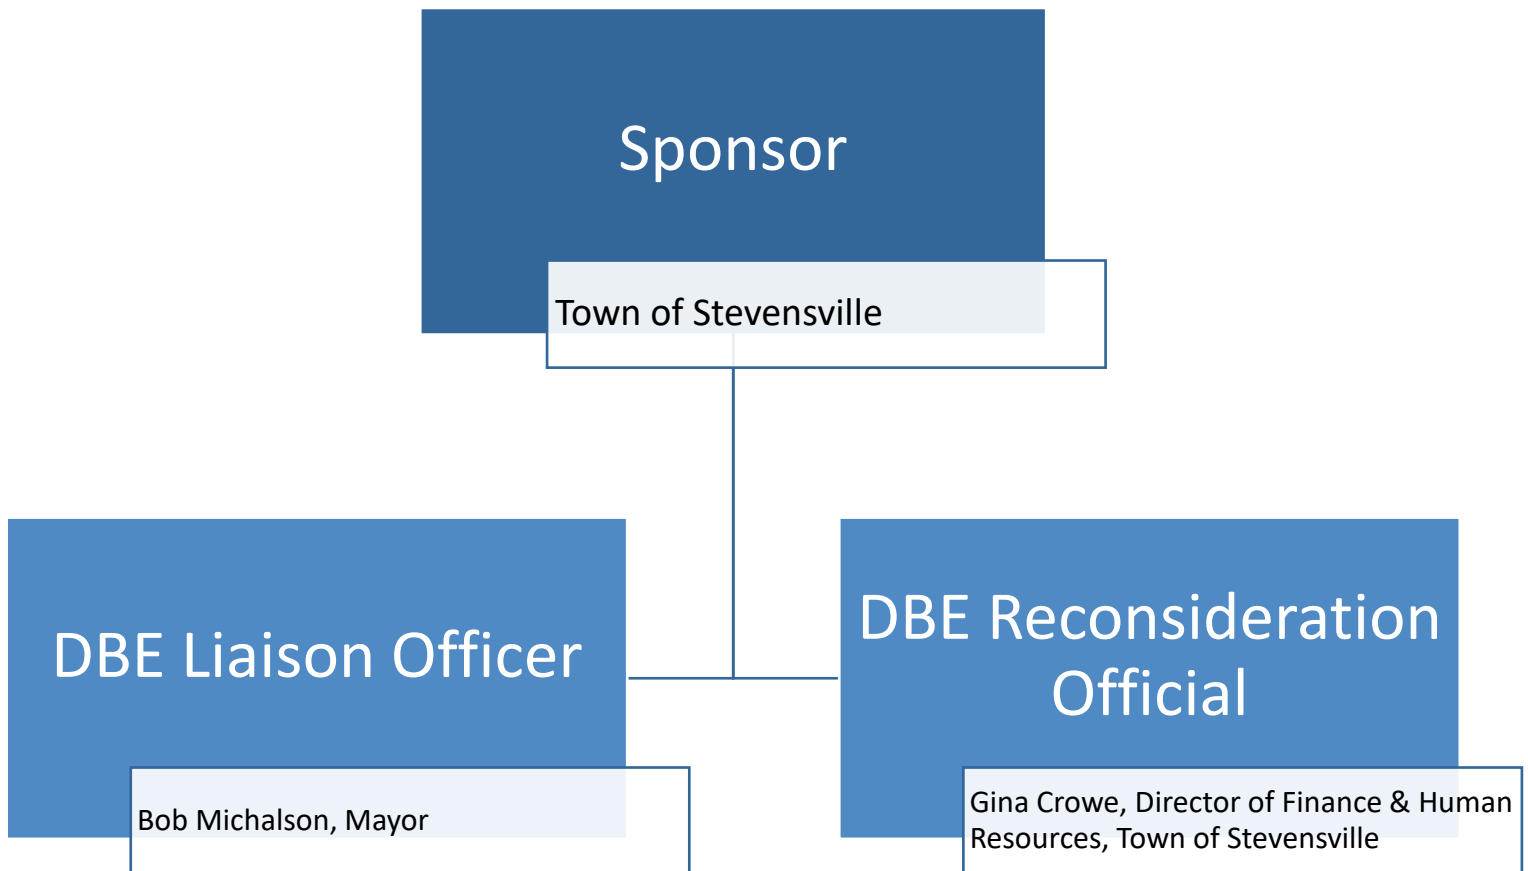 Sponsor
Town of Stevensville
DBE Liaison Officer
Bob Michalson, Mayor
DBE Reconsideration
Official
Gina Crowe, Director of Finance & Human
Resources, Town of Stevensville